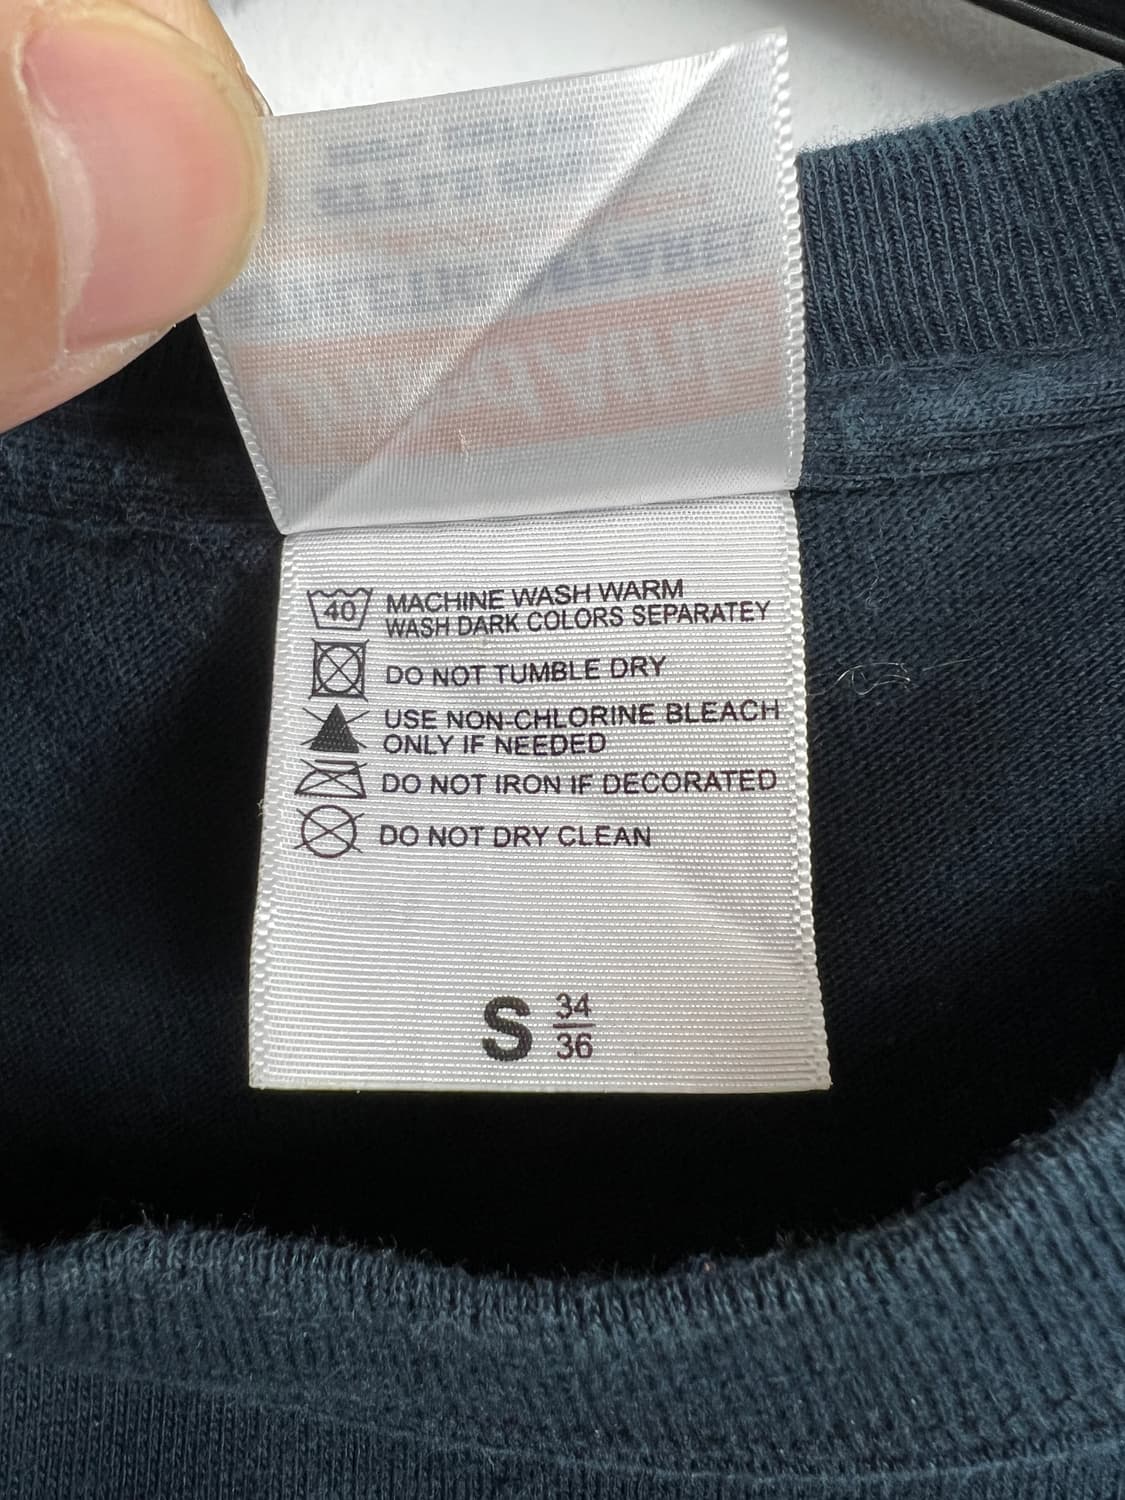 40 MACHINE WASH WARM
WASH DARK COLORS SEPARATEY
DO NOT TUMBLE DRY
USE NON-CHLORINE BLEACH
ONLY IF NEEDED
DO NOT IRON IF DECORATED
DO NOT DRY CLEAN
S 34
36